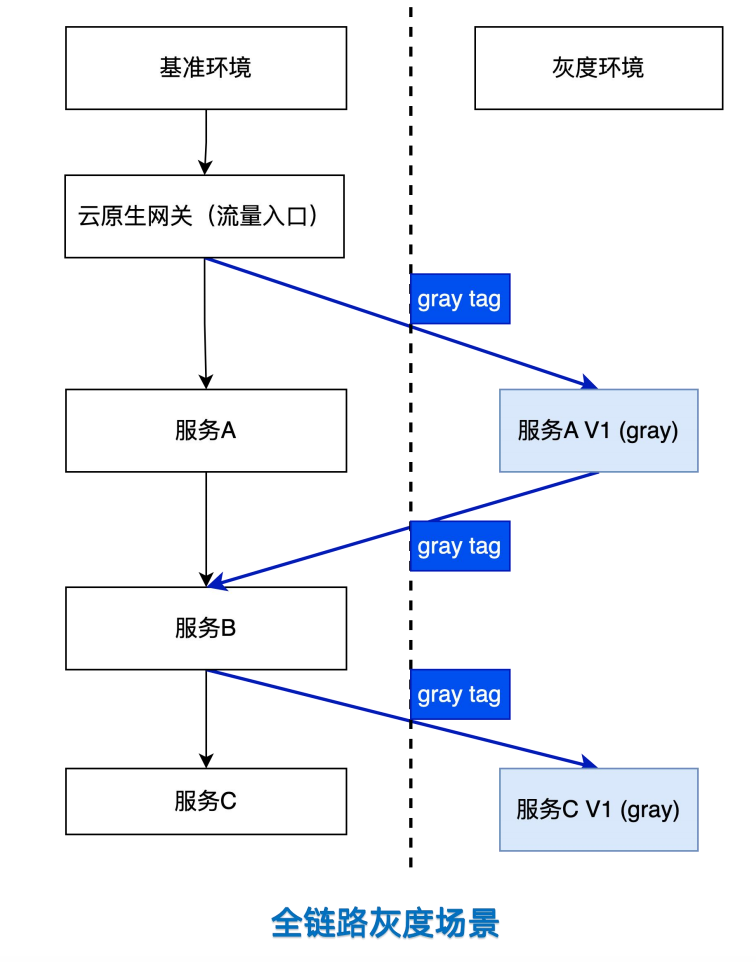 基准环境
灰度环境
云原生网关（流量入口）
gray tag
服务A
服务A V1 (gray)
gray tag
服务B
gray tag
服务C
服务C V1 (gray)
全链路灰度场景